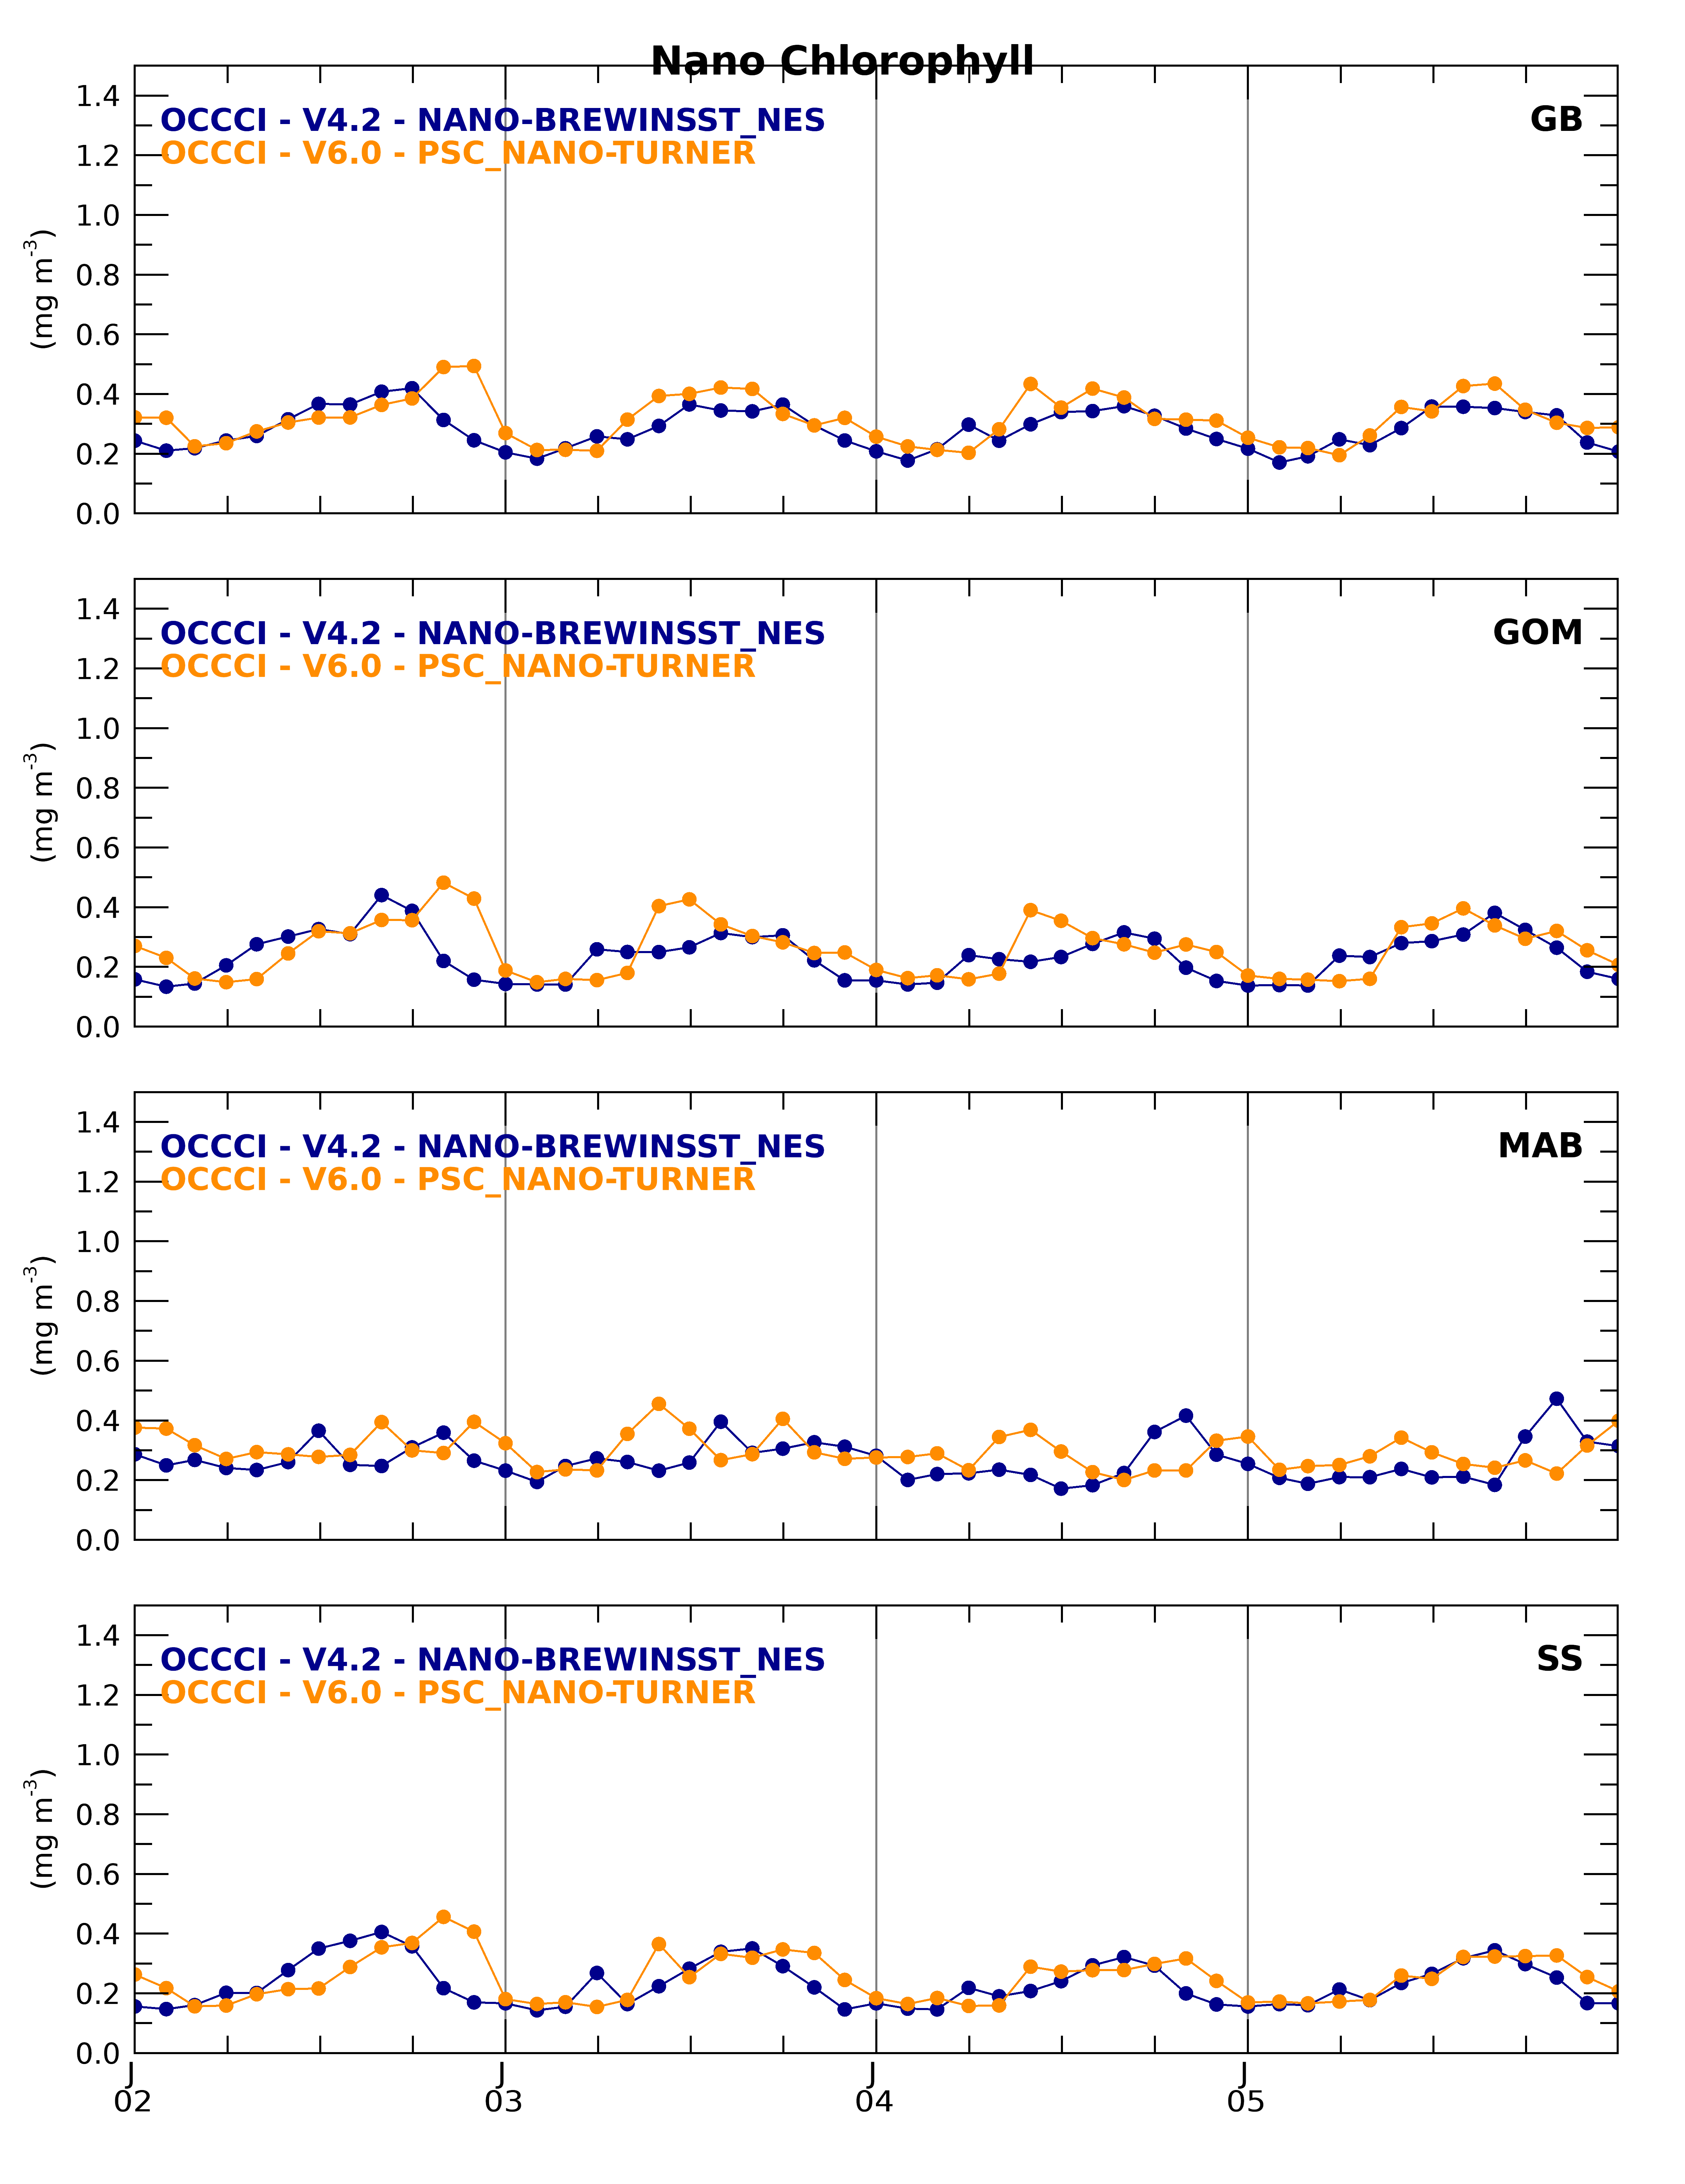 Nano Chlorophyll
1.4
OCCCI - V4.2 - NANO-BREWINSST_NES
GB
OCCCI - V6.0 - PSC_NANO-TURNER
1.2
1.0
(mg m-3)
0.8
0.6
0.4
0.2
0.0
1.4
OCCCI - V4.2 - NANO-BREWINSST_NES
GOM
OCCCI - V6.0 - PSC_NANO-TURNER
1.2
1.0
(mg m-3)
0.8
0.6
0.4
0.2
0.0
1.4
OCCCI - V4.2 - NANO-BREWINSST_NES
MAB
OCCCI - V6.0 - PSC_NANO-TURNER
1.2
1.0
(mg m-3)
0.8
0.6
0.4
0.2
0.0
1.4
OCCCI - V4.2 - NANO-BREWINSST_NES
SS
OCCCI - V6.0 - PSC_NANO-TURNER
1.2
1.0
(mg m-3)
0.8
0.6
0.4
0.2
0.0
J J J J
02 03 04 05